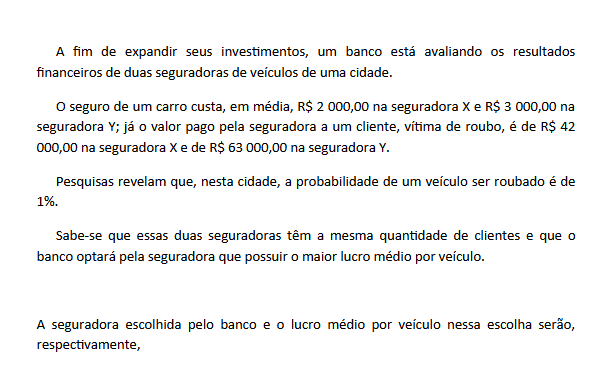 A fim de expandir seus investimentos, um banco está avaliando os resultados
financeiros de duas seguradoras de veículos de uma cidade.
O seguro de um carro custa, em média, R$ 2 000,00 na seguradora X e R$ 3 000,00 na
seguradora Y; já o valor pago pela seguradora a um cliente, vítima de roubo, é de R$ 42
000,00 na seguradora X e de R$ 63 000,00 na seguradora Y.
Pesquisas revelam que, nesta cidade, a probabilidade de um veículo ser roubado é de
1%.
Sabe-se que essas duas seguradoras têm a mesma quantidade de clientes e que o
banco optará pela seguradora que possuir o maior lucro médio por veículo.
A seguradora escolhida pelo banco e o lucro médio por veículo nessa escolha serão,
respectivamente,